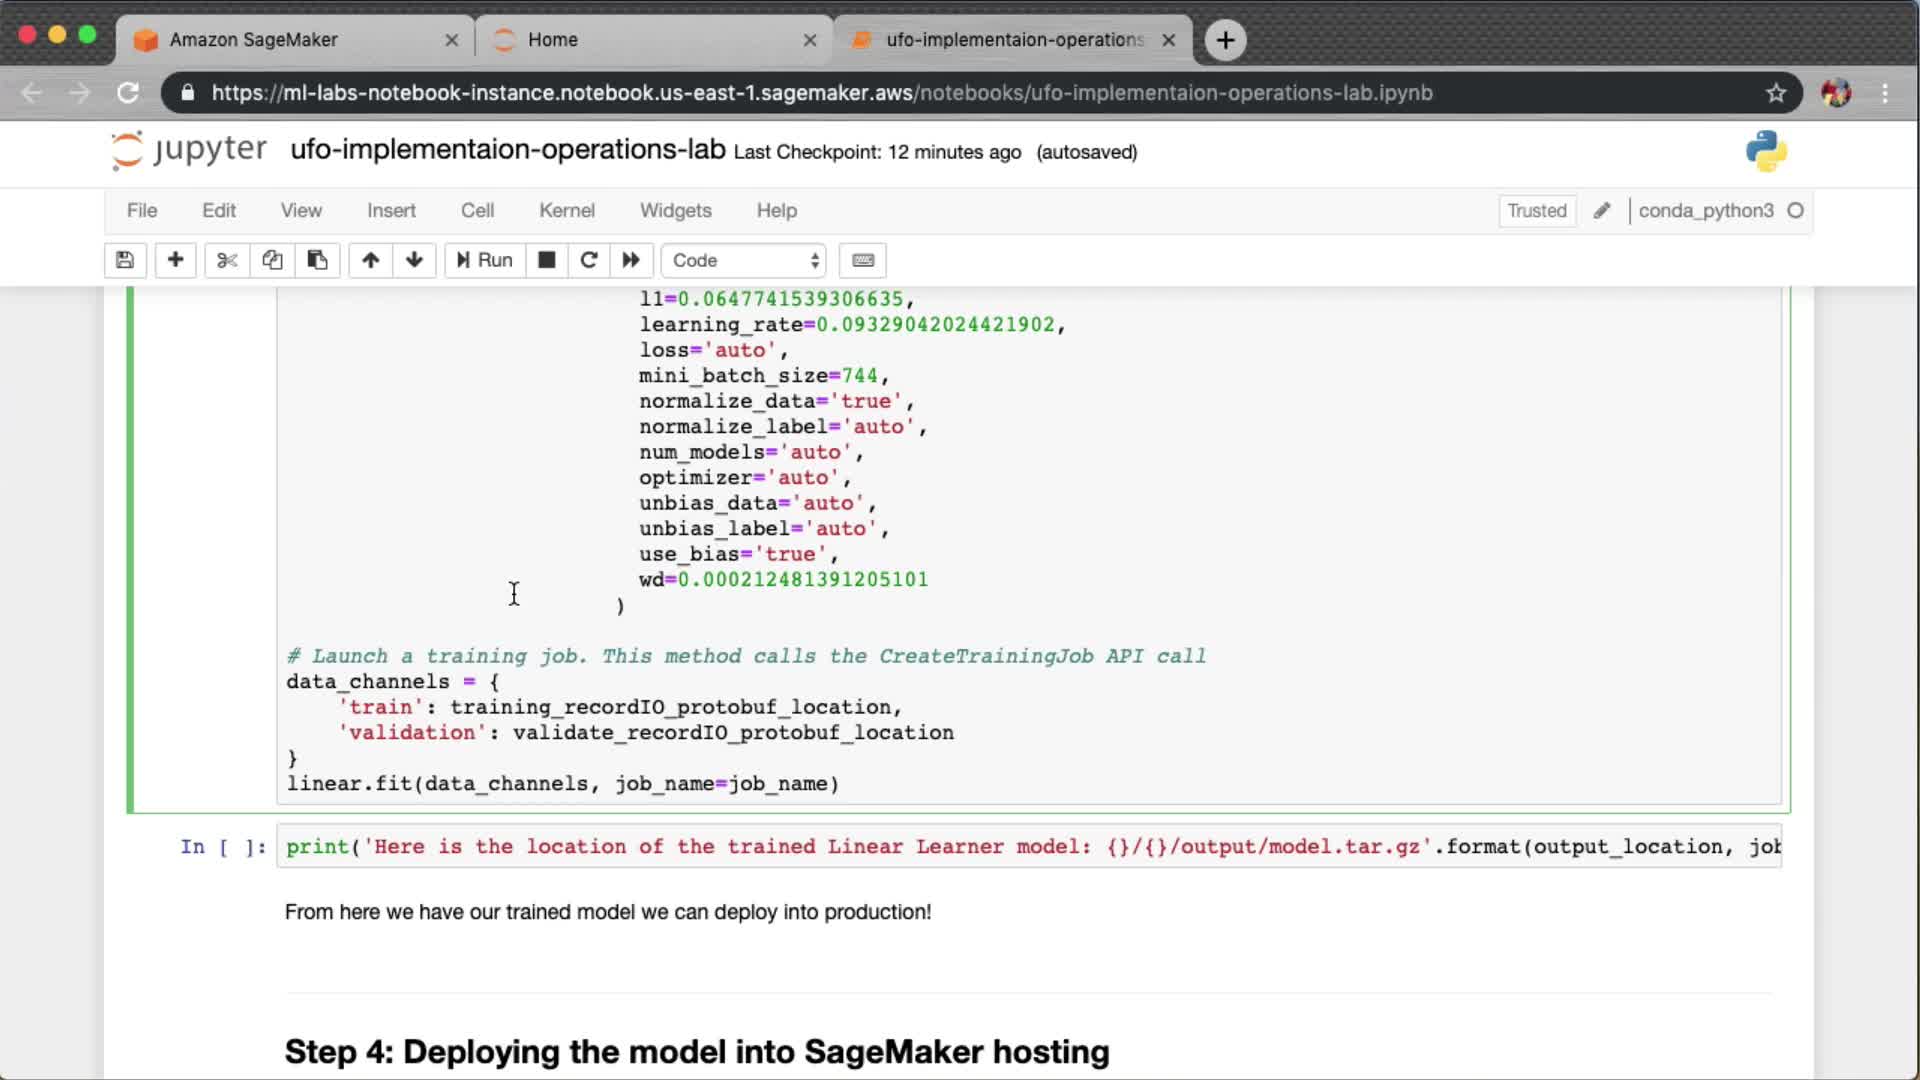 Amazon SageMaker
Home
ufo-implementaion-operations
https://ml-labs-notebook-instance.notebook.us-east-1.sagemaker.aws/notebooks/ufo-implementaion-operations-lab.ipynb
jupyter ufo-implementaion-operations-lab Last Checkpoint: 12 minutes ago (autosaved)
File Edit View Insert Cell Kernel Widgets Help Trusted conda_python3
Run Code
l1=0.0647741539306635,
learning_rate=0.09329042024421902,
loss='auto',
mini_batch_size=744,
normalize_data='true',
normalize_label='auto',
num_models='auto',
optimizer='auto',
unbias_data='auto',
unbias_label='auto',
use_bias='true',
wd=0.000212481391205101
)
# Launch a training job. This method calls the CreateTrainingJob API call
data_channels = {
'train': training_recordIO_protobuf_location,
'validation': validate_recordIO_protobuf_location
}
linear.fit(data_channels, job_name=job_name)
In [ ]: print('Here is the location of the trained Linear Learner model: {}/{}/output/model.tar.gz'.format(output_location, job
From here we have our trained model we can deploy into production!
Step 4: Deploying the model into SageMaker hosting